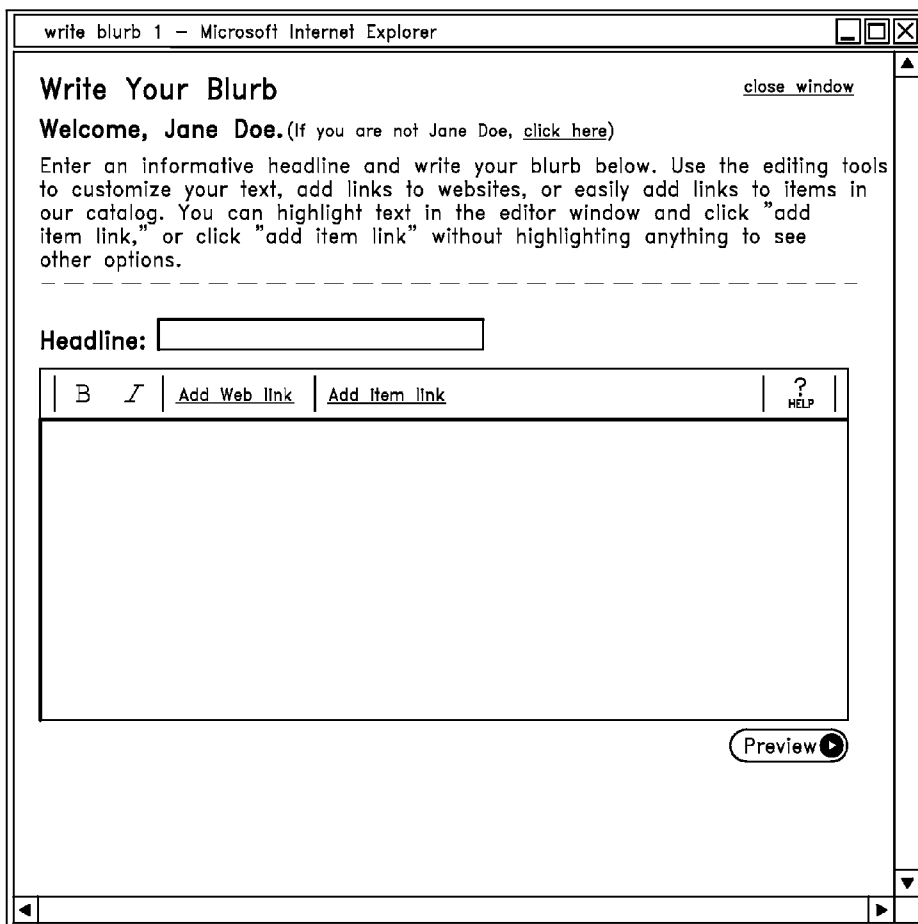 write blurb 1 – Microsoft Internet Explorer
Write Your Blurb
close window
Welcome, Jane Doe. (If you are not Jane Doe, click here)
Enter an informative headline and write your blurb below. Use the editing tools
to customize your text, add links to websites, or easily add links to items in
our catalog. You can highlight text in the editor window and click "add
item link," or click "add item link" without highlighting anything to see
other options.
Headline:
B I Add Web link Add Item link ?
HELP
Preview